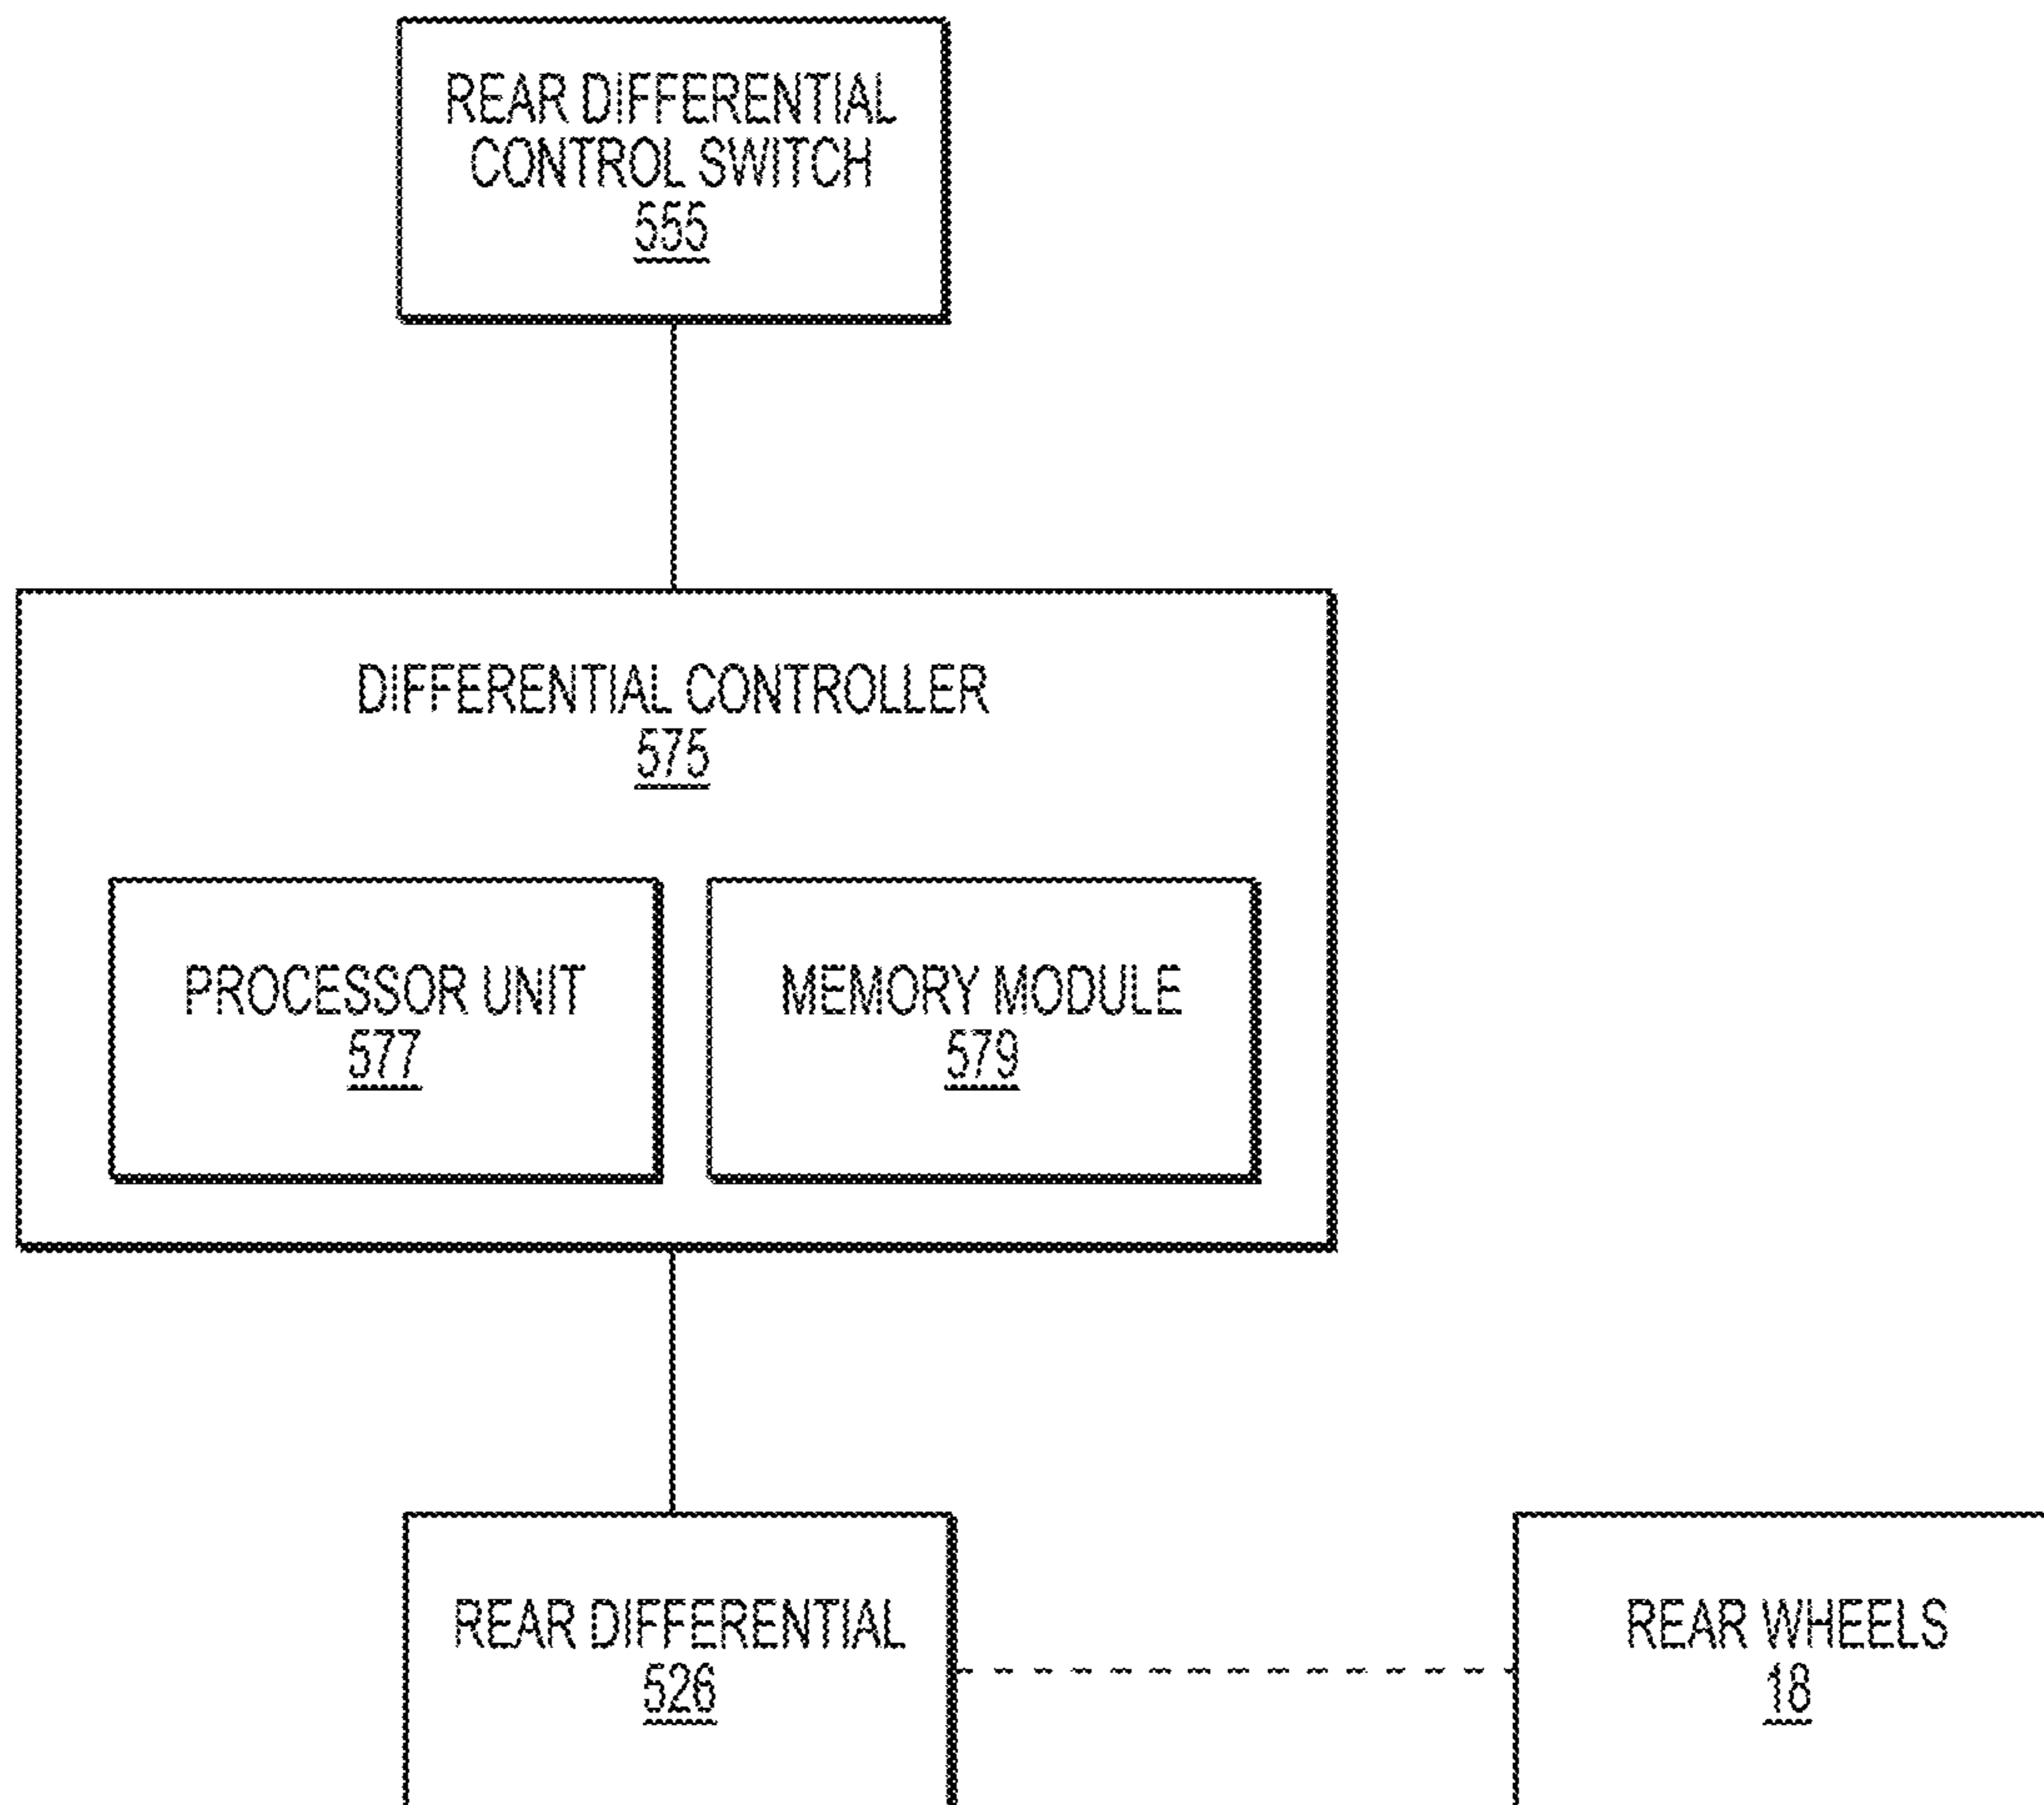 REAR DIFFERENTIAL
CONTROL SWITCH
555
DIFFERENTIAL CONTROLLER
575
PROCESSOR UNIT
577
MEMORY MODULE
579
REAR DIFFERENTIAL
526
REAR WHEELS
18